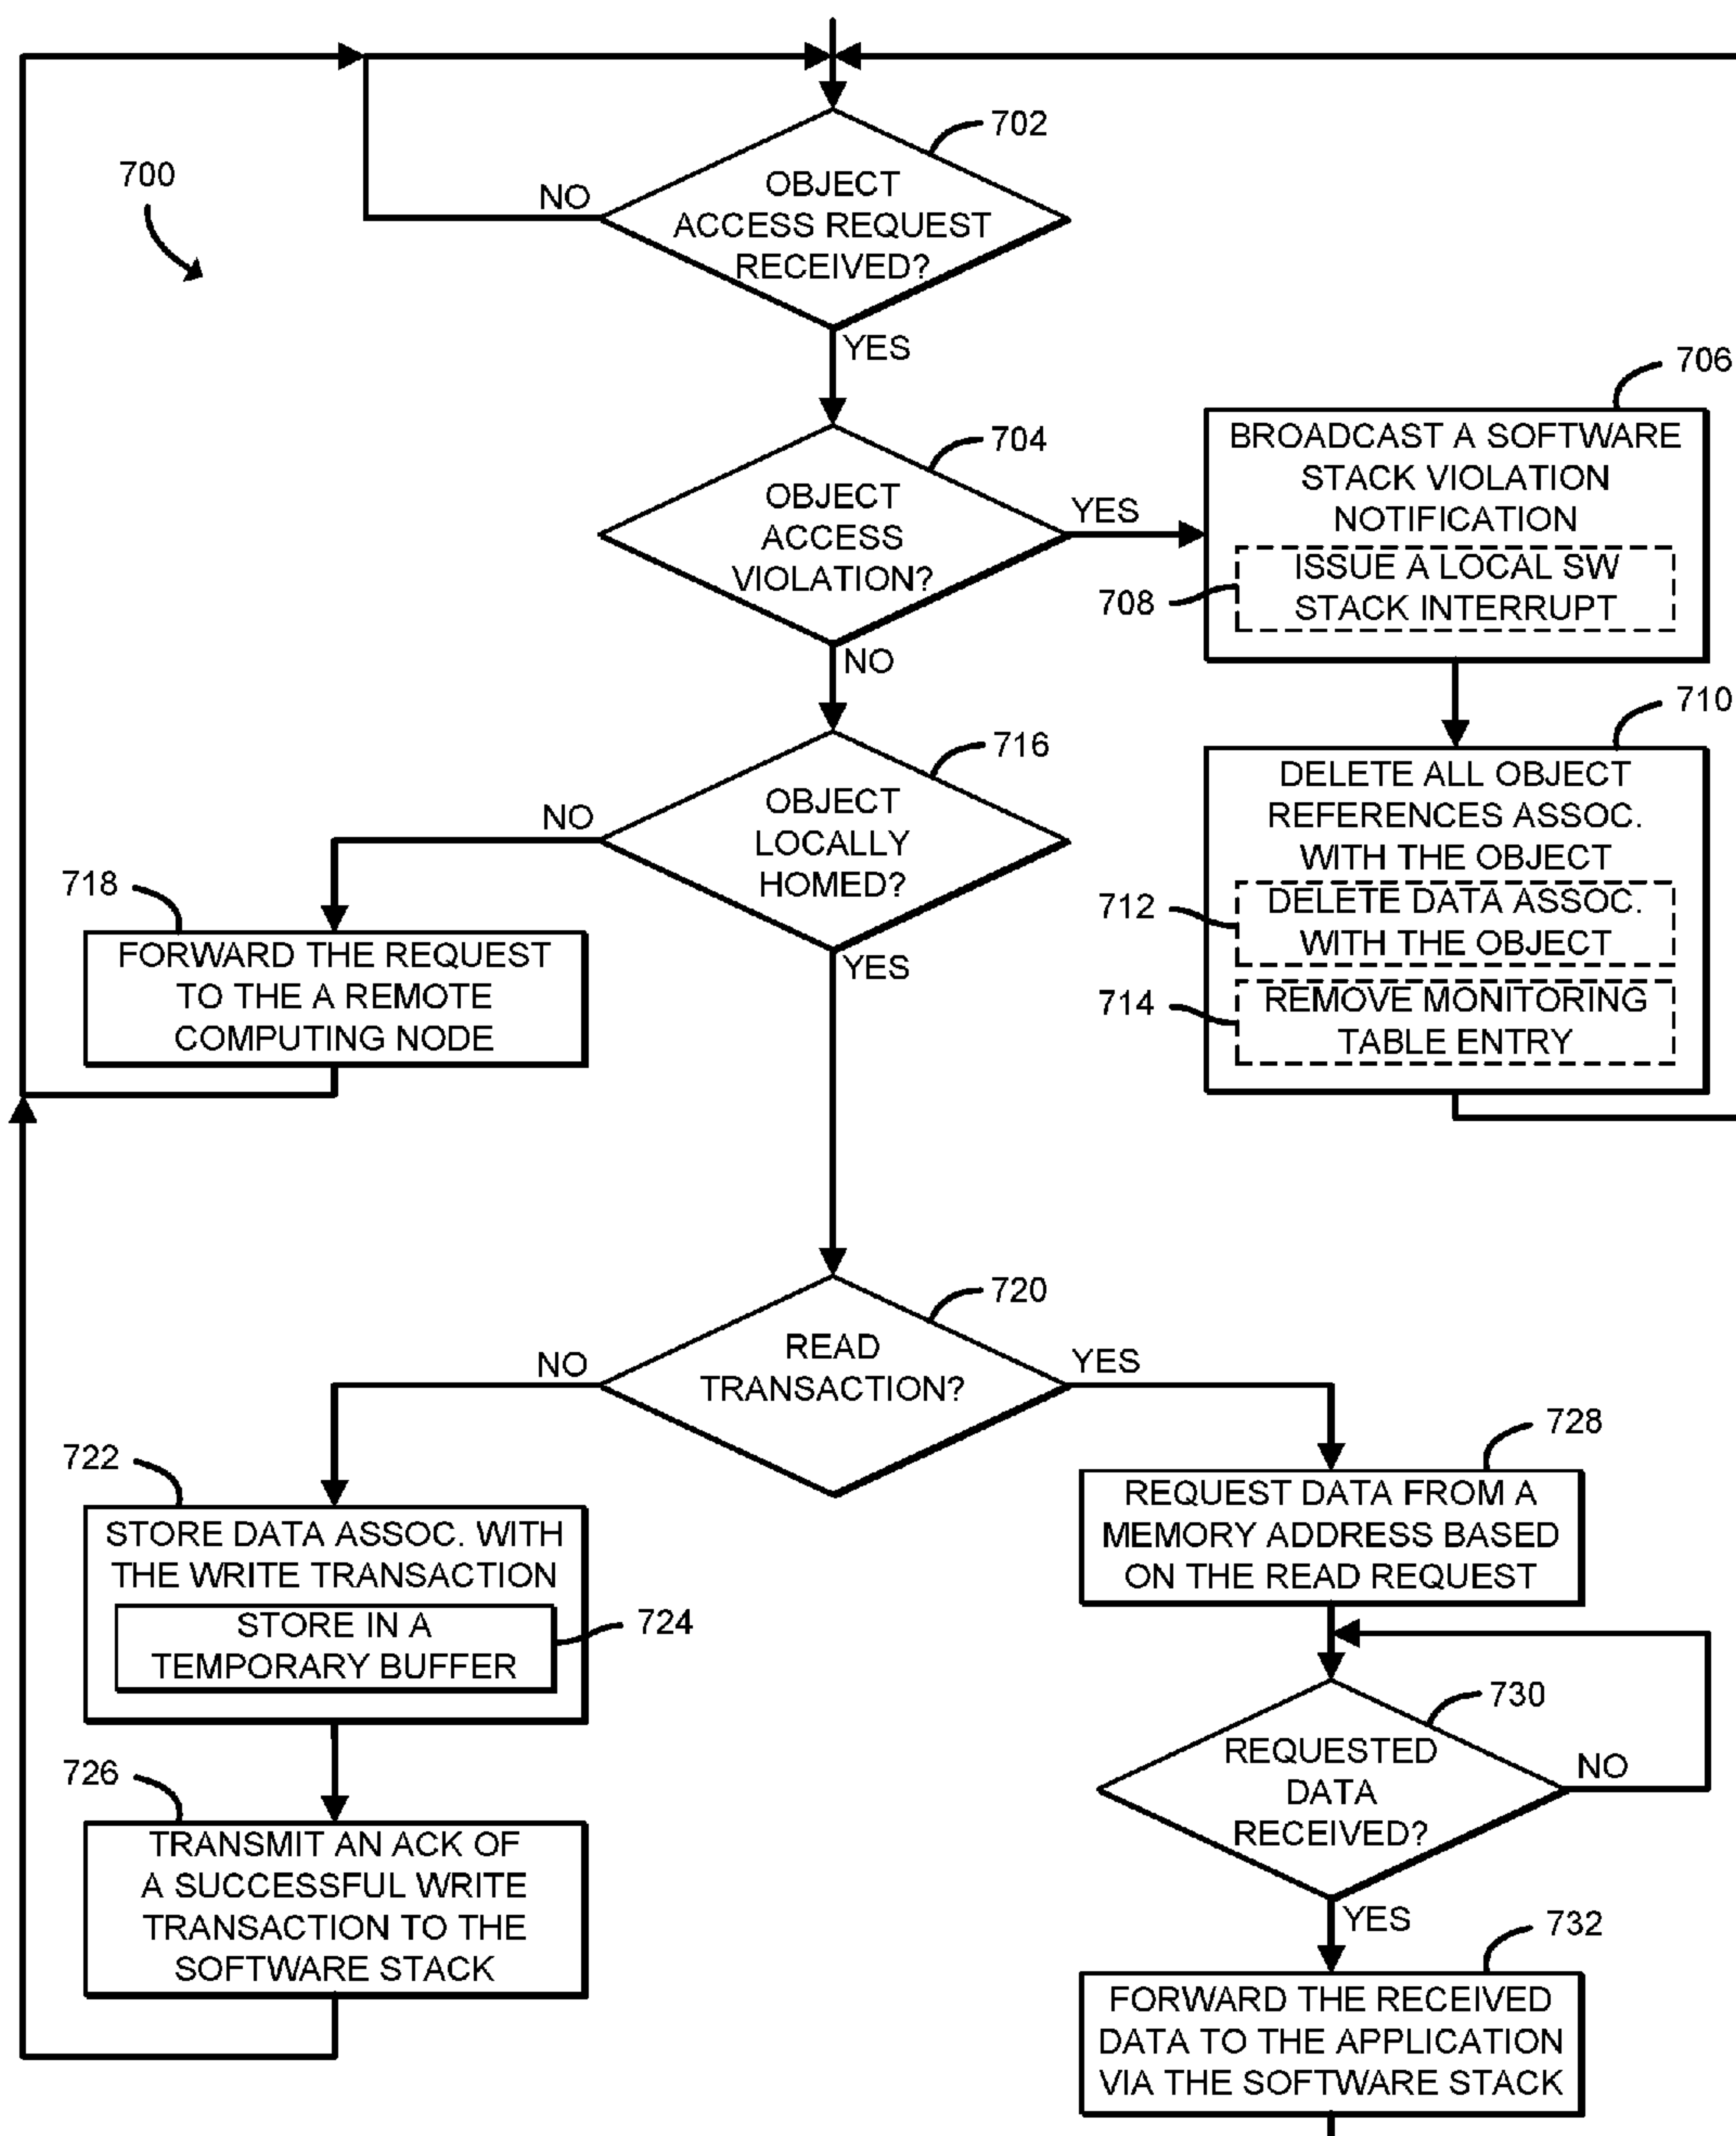 702
700
NO
OBJECT
ACCESS REQUEST
RECEIVED?
YES
706
704
BROADCAST A SOFTWARE
STACK VIOLATION
NOTIFICATION
OBJECT
ACCESS
VIOLATION?
YES
708
ISSUE A LOCAL SW
STACK INTERRUPT
NO
710
716
DELETE ALL OBJECT
REFERENCES ASSOC.
WITH THE OBJECT
NO
OBJECT
LOCALLY
HOMED?
718
712
DELETE DATA ASSOC.
WITH THE OBJECT
YES
FORWARD THE REQUEST
TO THE A REMOTE
COMPUTING NODE
714
REMOVE MONITORING
TABLE ENTRY
720
NO
READ
TRANSACTION?
YES
728
722
REQUEST DATA FROM A
MEMORY ADDRESS BASED
ON THE READ REQUEST
STORE DATA ASSOC. WITH
THE WRITE TRANSACTION
STORE IN A
TEMPORARY BUFFER
724
730
REQUESTED
DATA
RECEIVED?
NO
726
TRANSMIT AN ACK OF
A SUCCESSFUL WRITE
TRANSACTION TO THE
SOFTWARE STACK
YES
732
FORWARD THE RECEIVED
DATA TO THE APPLICATION
VIA THE SOFTWARE STACK